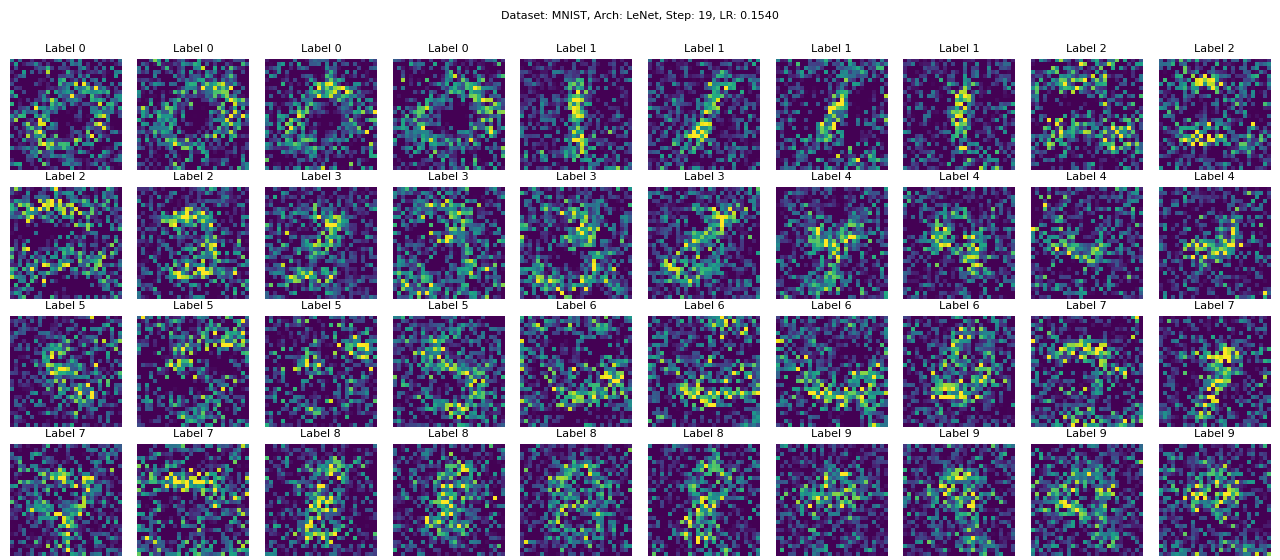 Dataset: MNIST, Arch: LeNet, Step: 19, LR: 0.1540
Label 0 Label 0 Label 0 Label 0 Label 1 Label 1 Label 1 Label 1 Label 2 Label 2
Label 2 Label 2 Label 3 Label 3 Label 3 Label 3 Label 4 Label 4 Label 4 Label 4
Label 5 Label 5 Label 5 Label 5 Label 6 Label 6 Label 6 Label 6 Label 7 Label 7
Label 7 Label 7 Label 8 Label 8 Label 8 Label 8 Label 9 Label 9 Label 9 Label 9